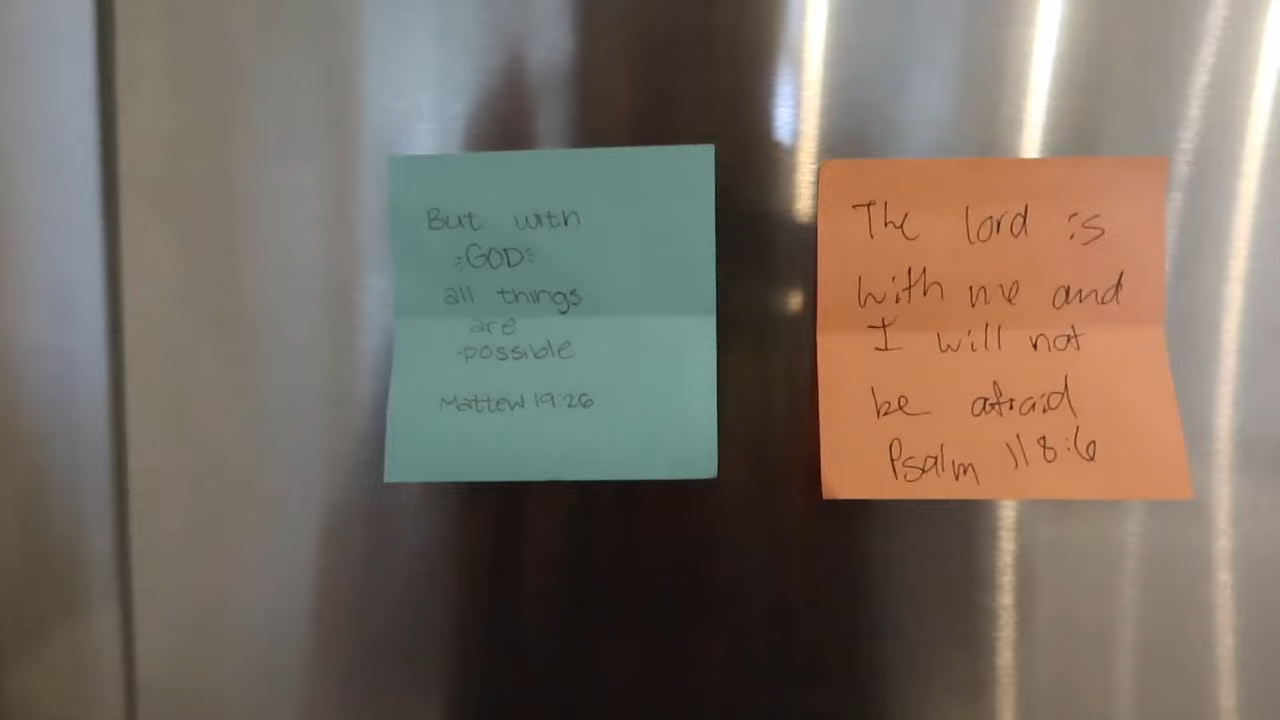 But with
GOD
all things
are
possible
Mattew 19:26
The lord is
with me and
I will not
be afraid
Psalm 118:6